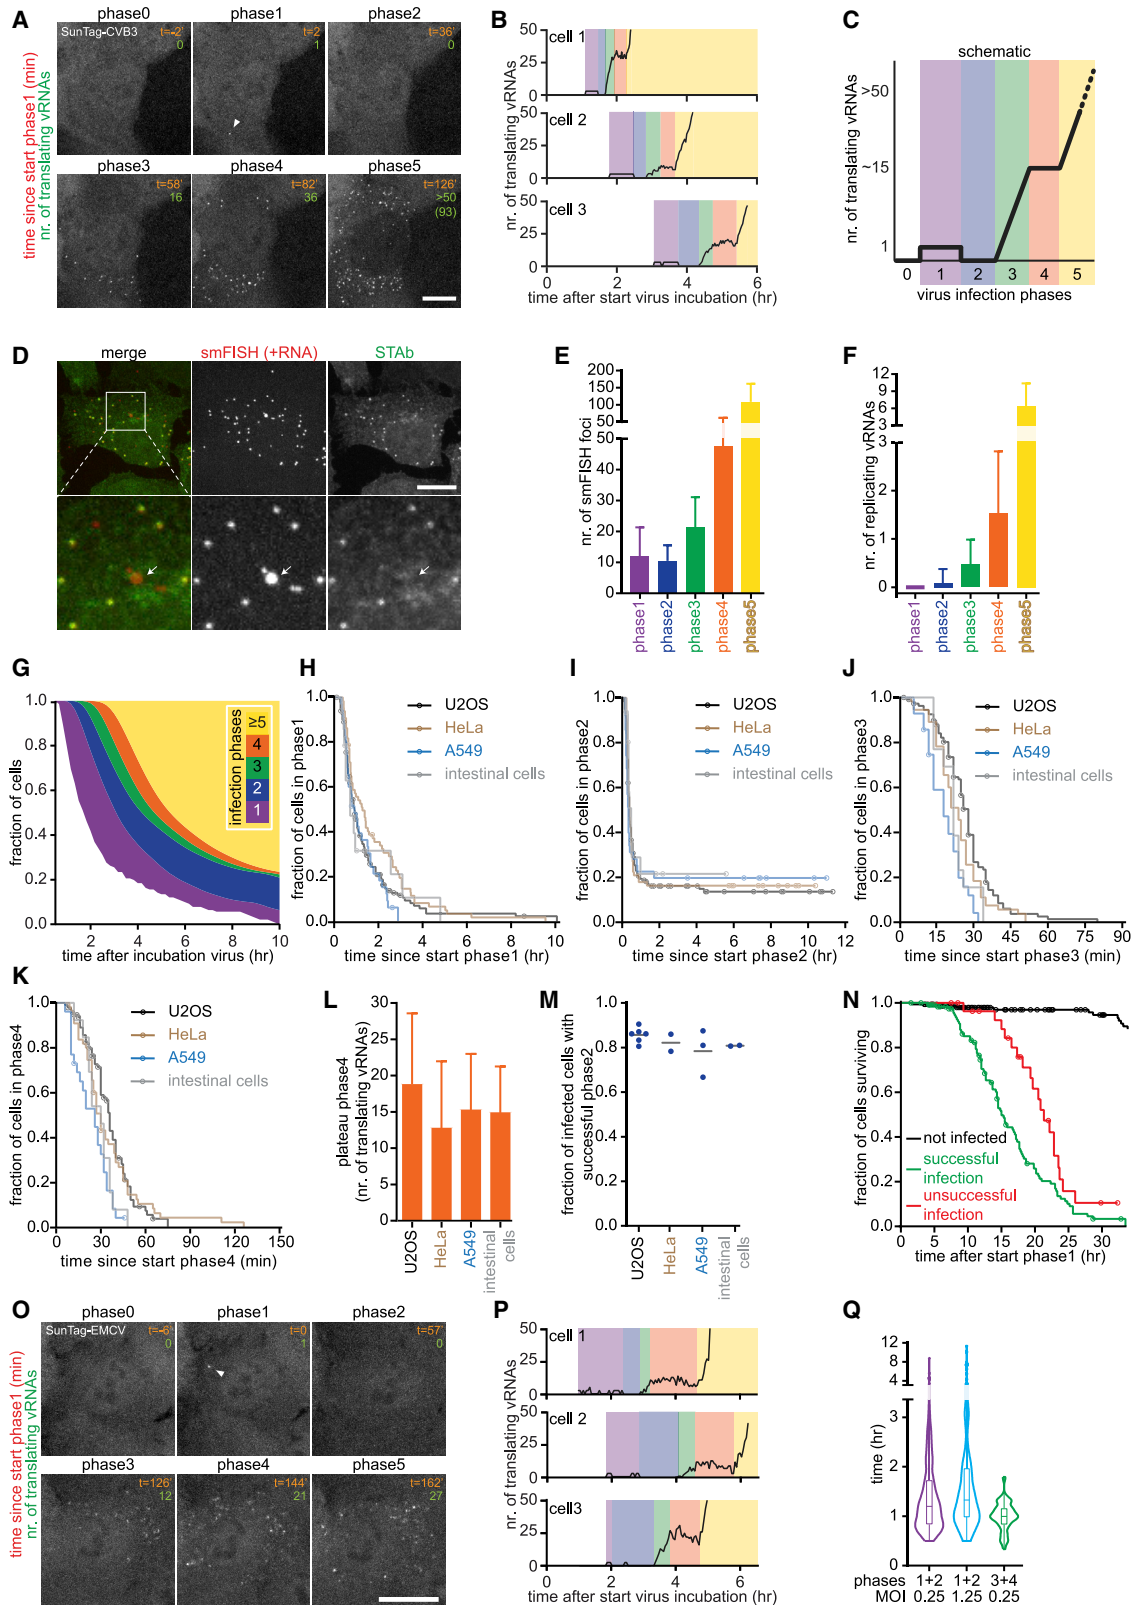 A
phase0
phase1
phase2
SunTag-CVB3
t=-2'
0
t=2
1
t=36'
0
phase3
phase4
phase5
t=58'
16
t=82'
36
t=126'
>50
(93)
time since start phase1 (min)
nr. of translating vRNAs
B
cell 1
cell 2
cell 3
50
25
0
50
25
0
50
25
0
nr. of translating vRNAs
0 2 4 6
time after start virus incubation (hr)
C
schematic
>50
~15
1
nr. of translating vRNAs
0 1 2 3 4 5
virus infection phases
D
merge
smFISH (+RNA)
STAb
E
200
150
100
50
50
40
30
20
10
0
nr. of smFISH foci
phase1
phase2
phase3
phase4
phase5
F
12
9
6
3
3
2
1
0
nr. of replicating vRNAs
phase1
phase2
phase3
phase4
phase5
G
1.0
0.8
0.6
0.4
0.2
0.0
fraction of cells
infection phases
≥5
4
3
2
1
2 4 6 8 10
time after incubation virus (hr)
H
U2OS
HeLa
A549
intestinal cells
1.0
0.8
0.6
0.4
0.2
0.0
fraction of cells in phase1
0 2 4 6 8 10
time since start phase1 (hr)
I
U2OS
HeLa
A549
intestinal cells
1.0
0.8
0.6
0.4
0.2
0.0
fraction of cells in phase2
0 2 4 6 8 10 12
time since start phase2 (hr)
J
U2OS
HeLa
A549
intestinal cells
1.0
0.8
0.6
0.4
0.2
0.0
fraction of cells in phase3
0 15 30 45 60 75 90
time since start phase3 (min)
K
U2OS
HeLa
A549
intestinal cells
1.0
0.8
0.6
0.4
0.2
0.0
fraction of cells in phase4
0 30 60 90 120 150
time since start phase4 (min)
L
30
25
20
15
10
5
0
plateau phase4
(nr. of translating vRNAs)
U2OS
HeLa
A549
intestinal
cells
M
1.0
0.8
0.6
0.4
0.2
0.0
fraction of infected cells with
successful phase2
U2OS
HeLa
A549
intestinal
cells
N
1.0
0.8
0.6
0.4
0.2
0.0
fraction of cells surviving
not infected
successful
infection
unsuccessful
infection
0 5 10 15 20 25 30
time after start phase1 (hr)
O
phase0
phase1
phase2
SunTag-EMCV
t=-6'
0
t=0
1
t=57'
0
phase3
phase4
phase5
t=126'
12
t=144'
21
t=162'
27
time since start phase1 (min)
nr. of translating vRNAs
P
cell 1
cell 2
cell3
50
25
0
50
25
0
50
25
0
nr. of translating vRNAs
0 2 4 6
time after start virus incubation (hr)
Q
12
8
4
3
2
1
0
time (hr)
phases 1+2 1+2 3+4
MOI 0.25 1.25 0.25